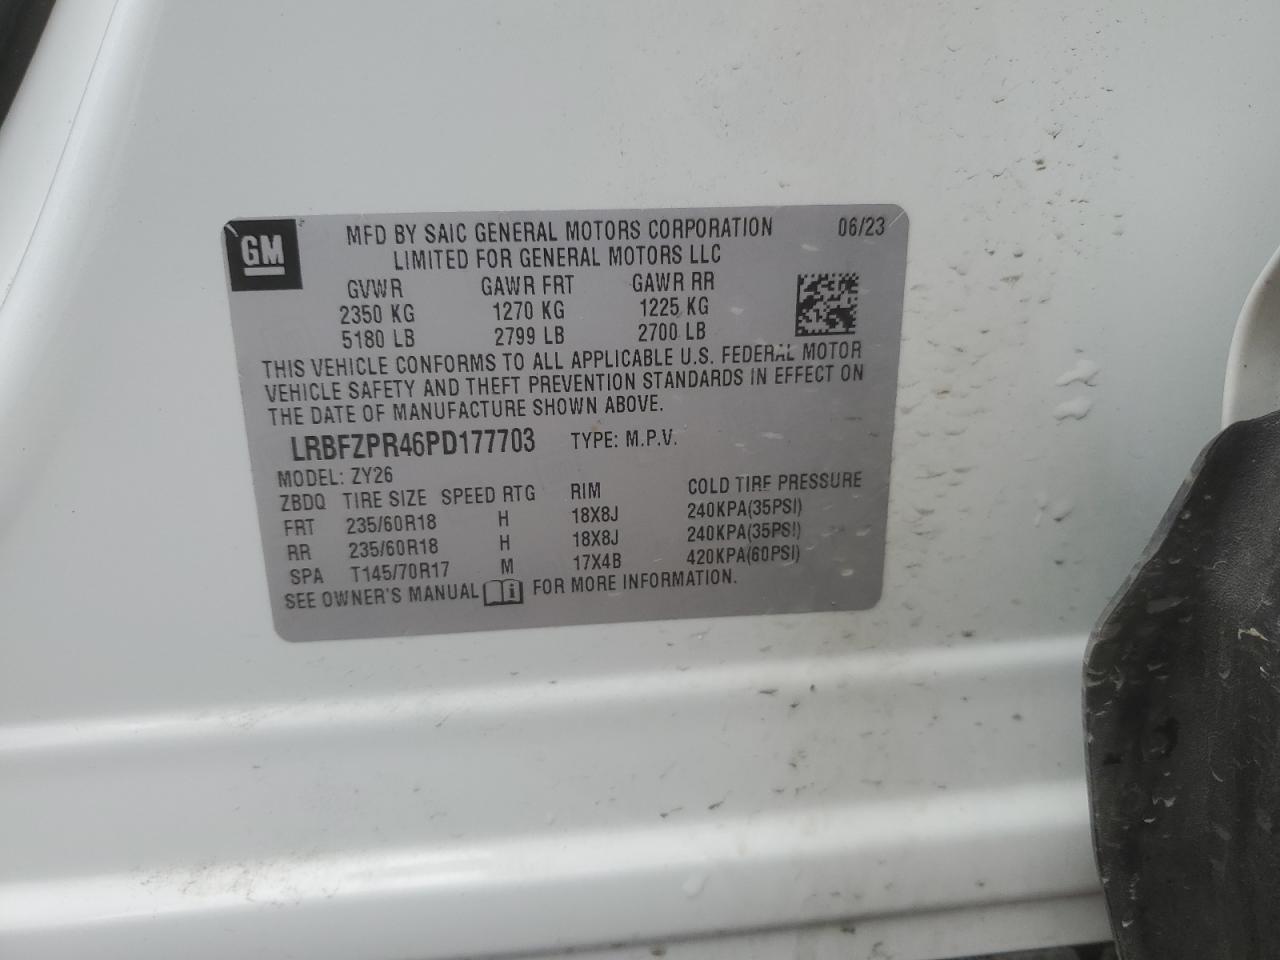 GM
MFD BY SAIC GENERAL MOTORS CORPORATION 06/23
LIMITED FOR GENERAL MOTORS LLC
GVWR GAWR FRT GAWR RR
2350 KG 1270 KG 1225 KG
5180 LB 2799 LB 2700 LB
THIS VEHICLE CONFORMS TO ALL APPLICABLE U.S. FEDERAL MOTOR
VEHICLE SAFETY AND THEFT PREVENTION STANDARDS IN EFFECT ON
THE DATE OF MANUFACTURE SHOWN ABOVE.
LRBFZPR46PD177703 TYPE: M.P.V.
MODEL: ZY26
ZBDQ TIRE SIZE SPEED RTG RIM COLD TIRE PRESSURE
FRT 235/60R18 H 18X8J 240KPA(35PSI)
RR 235/60R18 H 18X8J 240KPA(35PSI)
SPA T145/70R17 M 17X4B 420KPA(60PSI)
SEE OWNER'S MANUAL i FOR MORE INFORMATION.